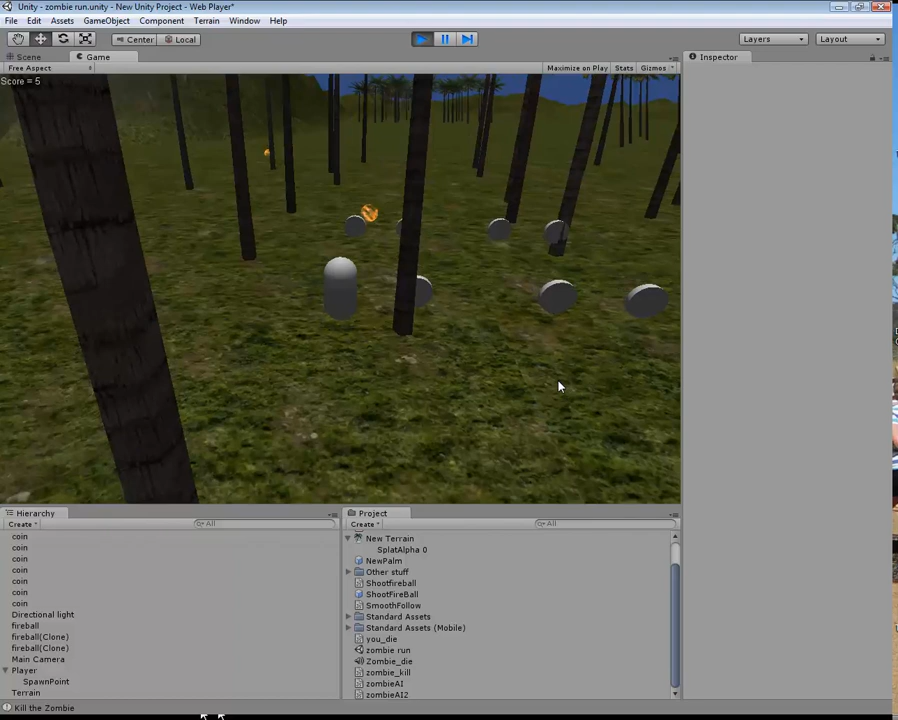 Unity - zombie run.unity - New Unity Project - Web Player*
File Edit Assets GameObject Component Terrain Window Help
Center Local Layers Layout
Scene Game Inspector
Free Aspect Maximize on Play Stats Gizmos
Score = 5
Hierarchy
Create All
coin
coin
coin
coin
coin
coin
coin
Directional light
fireball
fireball(Clone)
fireball(Clone)
Main Camera
Player
SpawnPoint
Terrain
Project
Create All
New Terrain
SplatAlpha 0
NewPalm
Other stuff
Shootfireball
ShootFireBall
SmoothFollow
Standard Assets
Standard Assets (Mobile)
you_die
zombie run
Zombie_die
zombie_kill
zombieAI
zombieAI2
Kill the Zombie